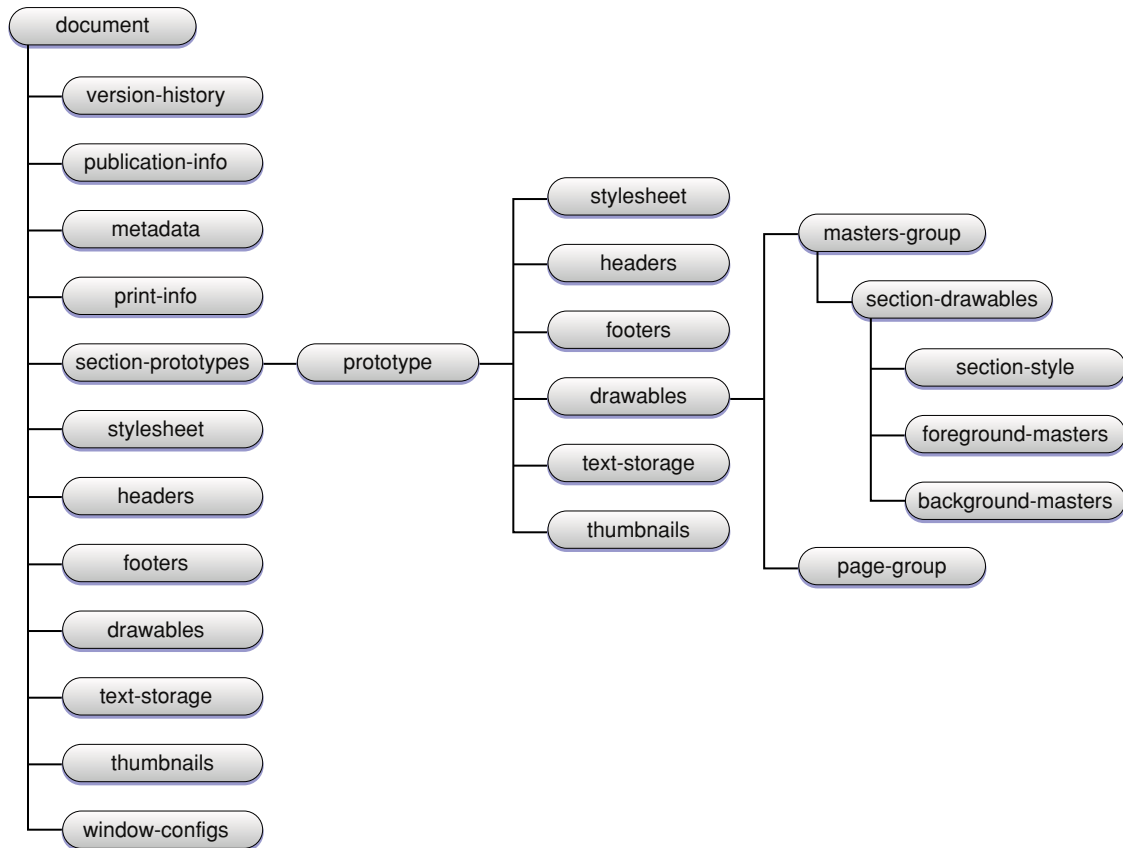 document
version-history
publication-info
metadata
print-info
section-prototypes
stylesheet
headers
footers
drawables
text-storage
thumbnails
window-configs
prototype
stylesheet
headers
footers
drawables
text-storage
thumbnails
masters-group
section-drawables
section-style
foreground-masters
background-masters
page-group